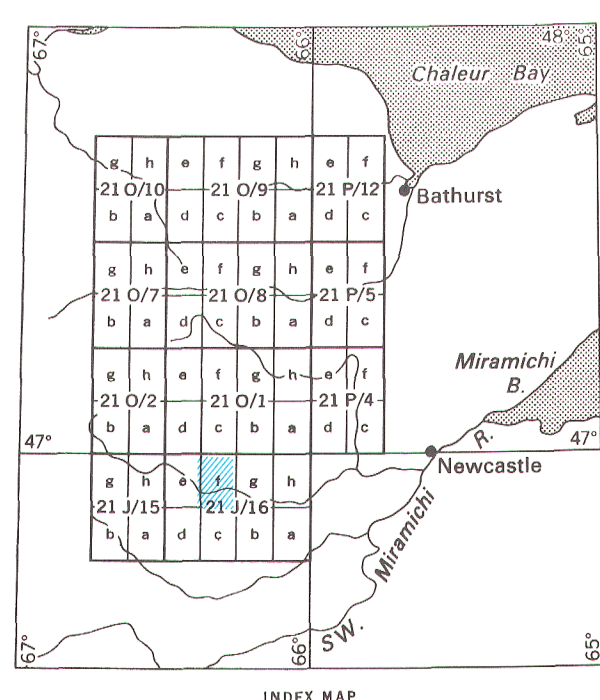 67° 66° 48° 65°
Chaleur Bay
g h e f g h e f
21 O/10 21 O/9 21 P/12
Bathurst
b a d c b a d c
g h e f g h e f
21 O/7 21 O/8 21 P/5
b a d c b a d c
Miramichi
B.
g h e f g h e f
21 O/2 21 O/1 21 P/4
b a d c b a d c
R.
47° 47°
Newcastle
g h e f g h
21 J/15 21 J/16
b a d c b a
Miramichi
SW.
67° 66° 65°
INDEX MAP